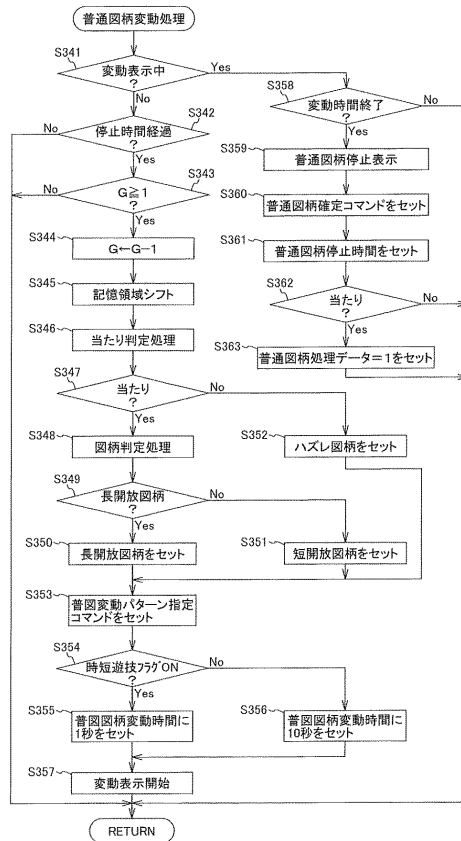 普通図柄変動処理
S341
変動表示中
?
Yes
No
S342
停止時間経過
?
No
Yes
S343
G≧1
?
No
Yes
S344
G←G−1
S345
記憶領域シフト
S346
当たり判定処理
S347
当たり
?
No
Yes
S348
図柄判定処理
S349
長開放図柄
?
No
Yes
S350
長開放図柄をセット
S351
短開放図柄をセット
S352
ハズレ図柄をセット
S353
普図変動パターン指定
コマンドをセット
S354
時短遊技フラグON
?
No
Yes
S355
普図図柄変動時間に
1秒をセット
S356
普図図柄変動時間に
10秒をセット
S357
変動表示開始
RETURN
S358
変動時間終了
?
No
Yes
S359
普通図柄停止表示
S360
普通図柄確定コマンドをセット
S361
普通図柄停止時間をセット
S362
当たり
?
No
Yes
S363
普通図柄処理データ=1をセット